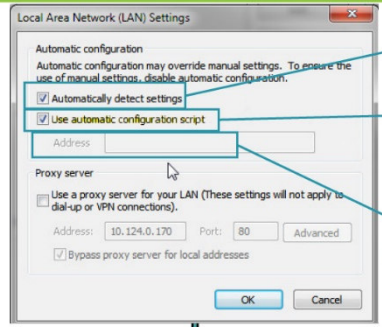 Local Area Network (LAN) Settings
Automatic configuration
Automatic configuration may override manual settings. To ensure the
use of manual settings, disable automatic configuration.
Automatically detect settings
Use automatic configuration script
Address
Proxy server
Use a proxy server for your LAN (These settings will not apply to
dial-up or VPN connections).
Address: 10.124.0.170 Port: 80 Advanced
Bypass proxy server for local addresses
OK Cancel